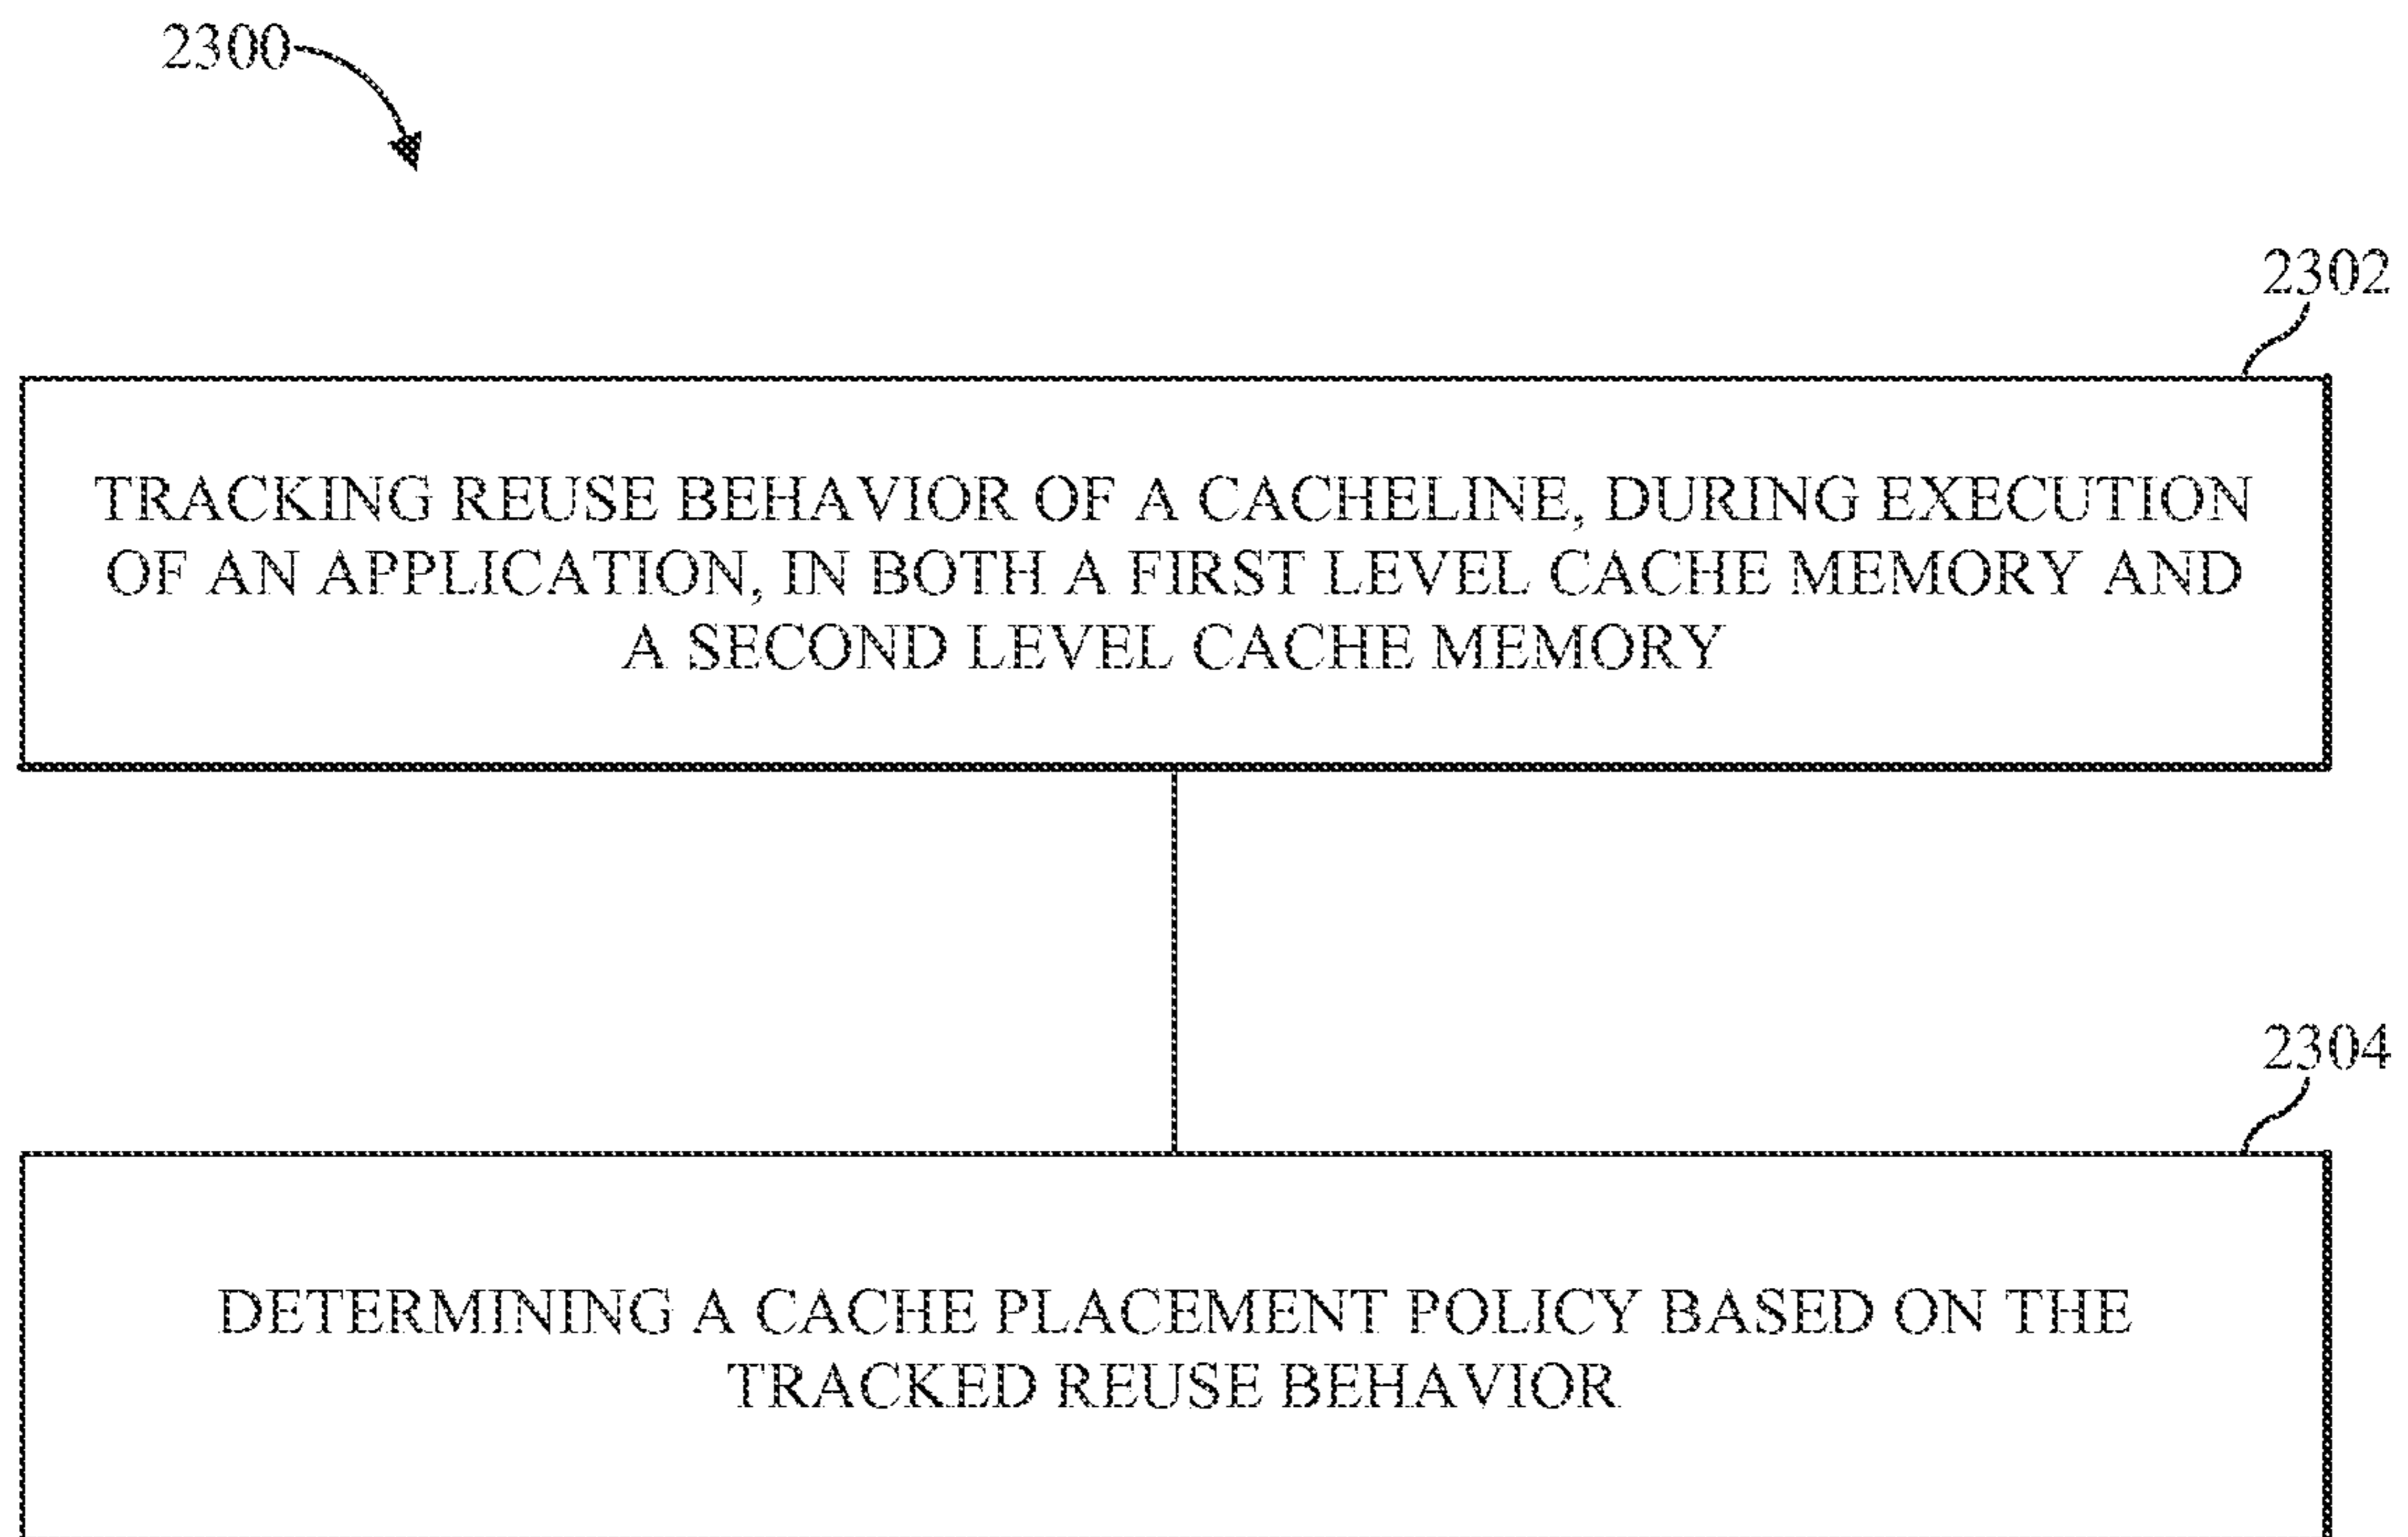 2300
2302
TRACKING REUSE BEHAVIOR OF A CACHELINE, DURING EXECUTION
OF AN APPLICATION, IN BOTH A FIRST LEVEL CACHE MEMORY AND
A SECOND LEVEL CACHE MEMORY
2304
DETERMINING A CACHE PLACEMENT POLICY BASED ON THE
TRACKED REUSE BEHAVIOR